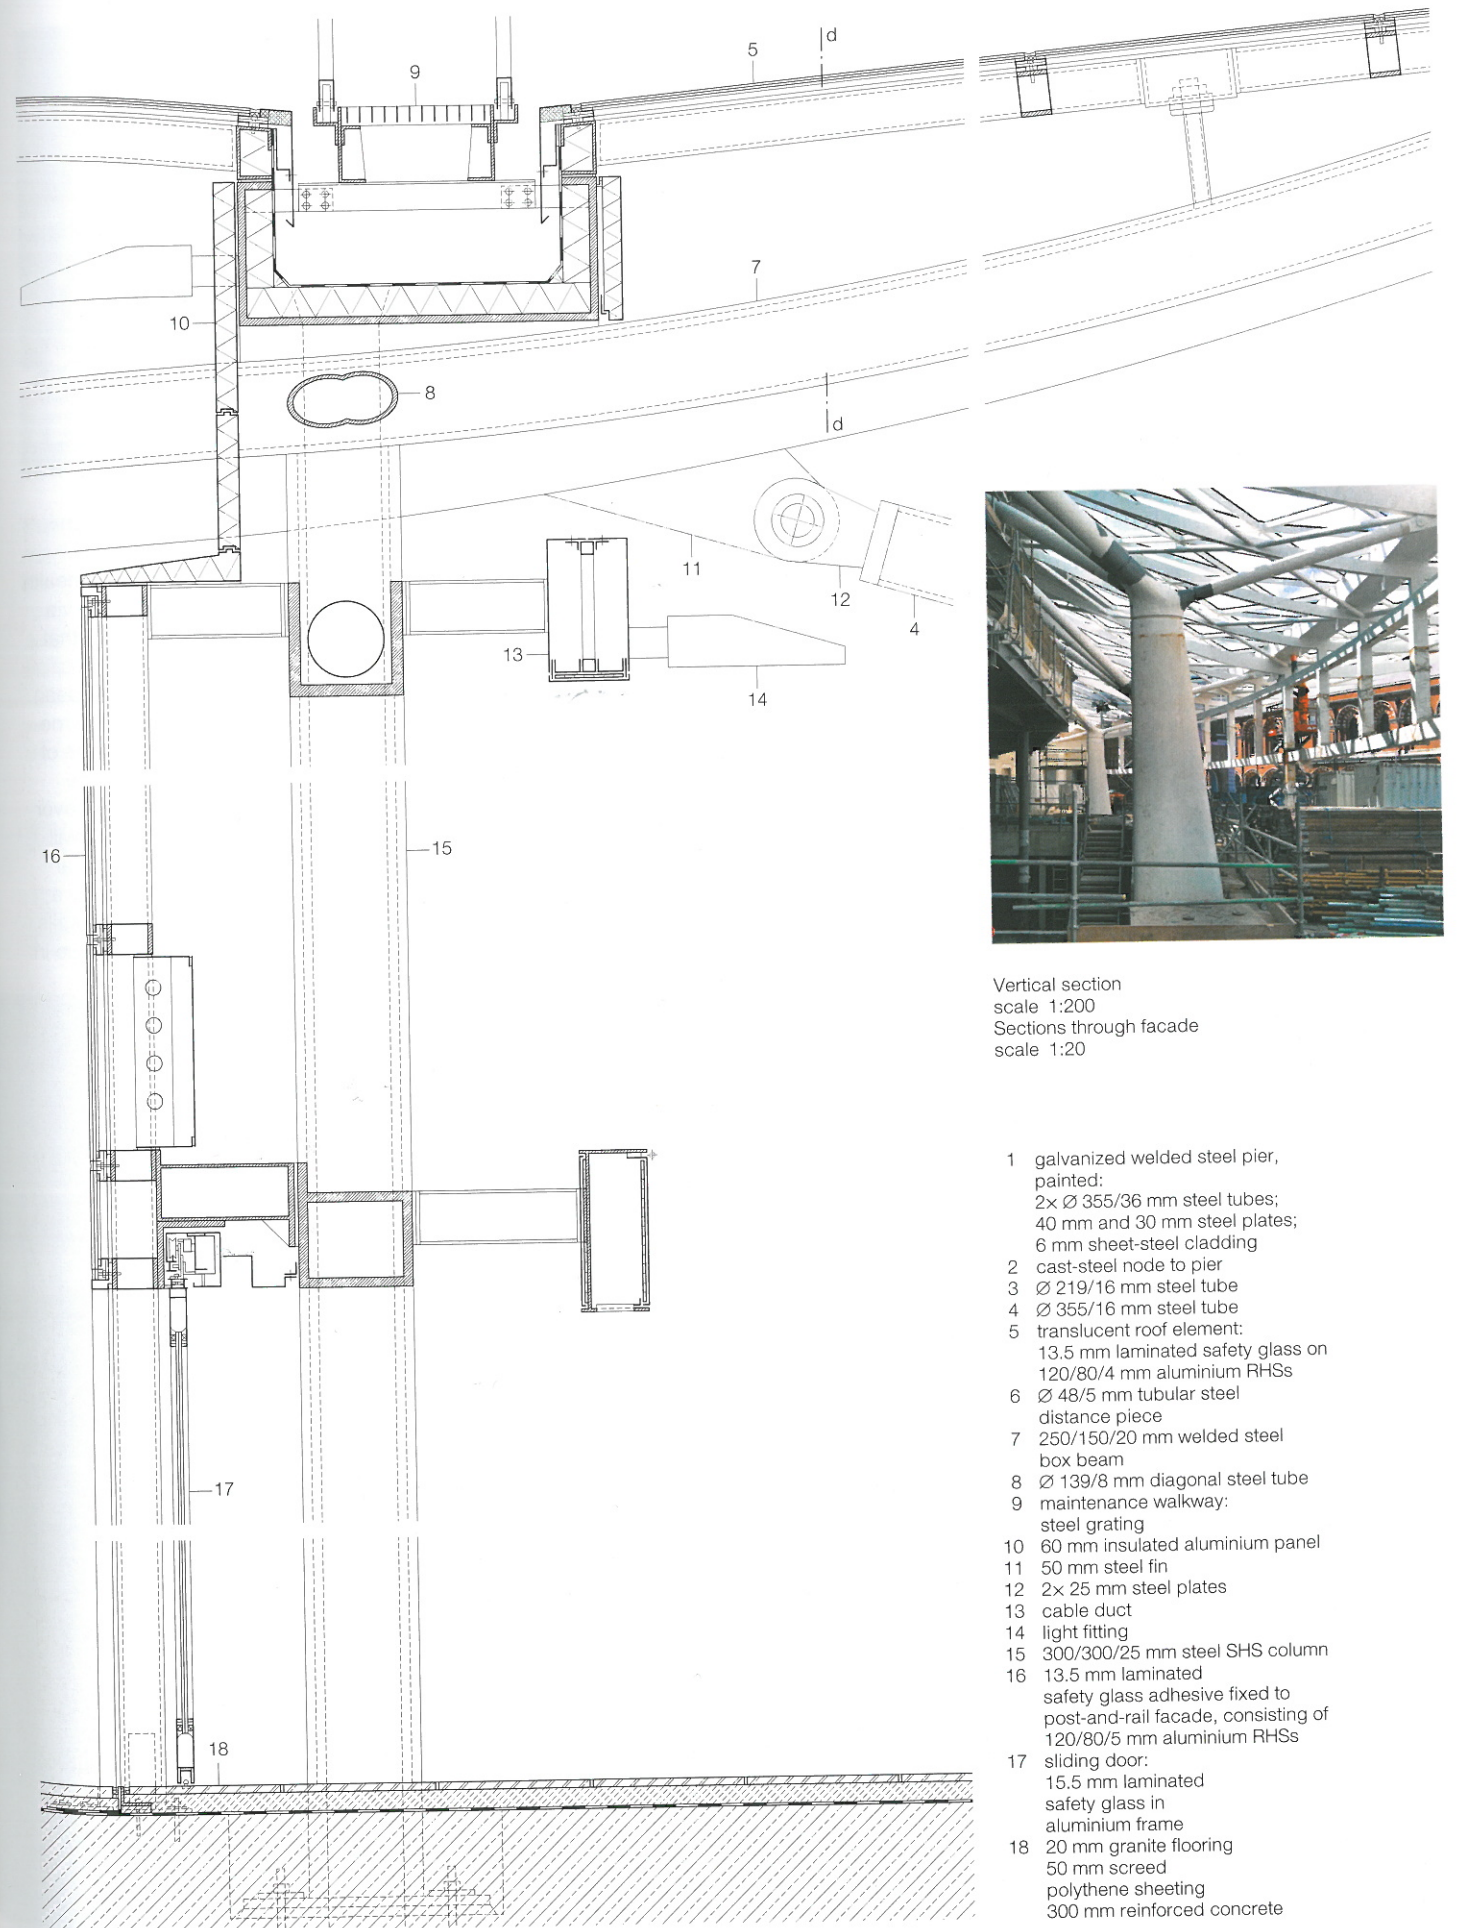 d
5
9
7
10
8
d
11
12
4
13
14
16
15
17
18
Vertical section
scale 1:200
Sections through facade
scale 1:20
1 galvanized welded steel pier,
painted:
2× Ø 355/36 mm steel tubes;
40 mm and 30 mm steel plates;
6 mm sheet-steel cladding
2 cast-steel node to pier
3 Ø 219/16 mm steel tube
4 Ø 355/16 mm steel tube
5 translucent roof element:
13.5 mm laminated safety glass on
120/80/4 mm aluminium RHSs
6 Ø 48/5 mm tubular steel
distance piece
7 250/150/20 mm welded steel
box beam
8 Ø 139/8 mm diagonal steel tube
9 maintenance walkway:
steel grating
10 60 mm insulated aluminium panel
11 50 mm steel fin
12 2× 25 mm steel plates
13 cable duct
14 light fitting
15 300/300/25 mm steel SHS column
16 13.5 mm laminated
safety glass adhesive fixed to
post-and-rail facade, consisting of
120/80/5 mm aluminium RHSs
17 sliding door:
15.5 mm laminated
safety glass in
aluminium frame
18 20 mm granite flooring
50 mm screed
polythene sheeting
300 mm reinforced concrete